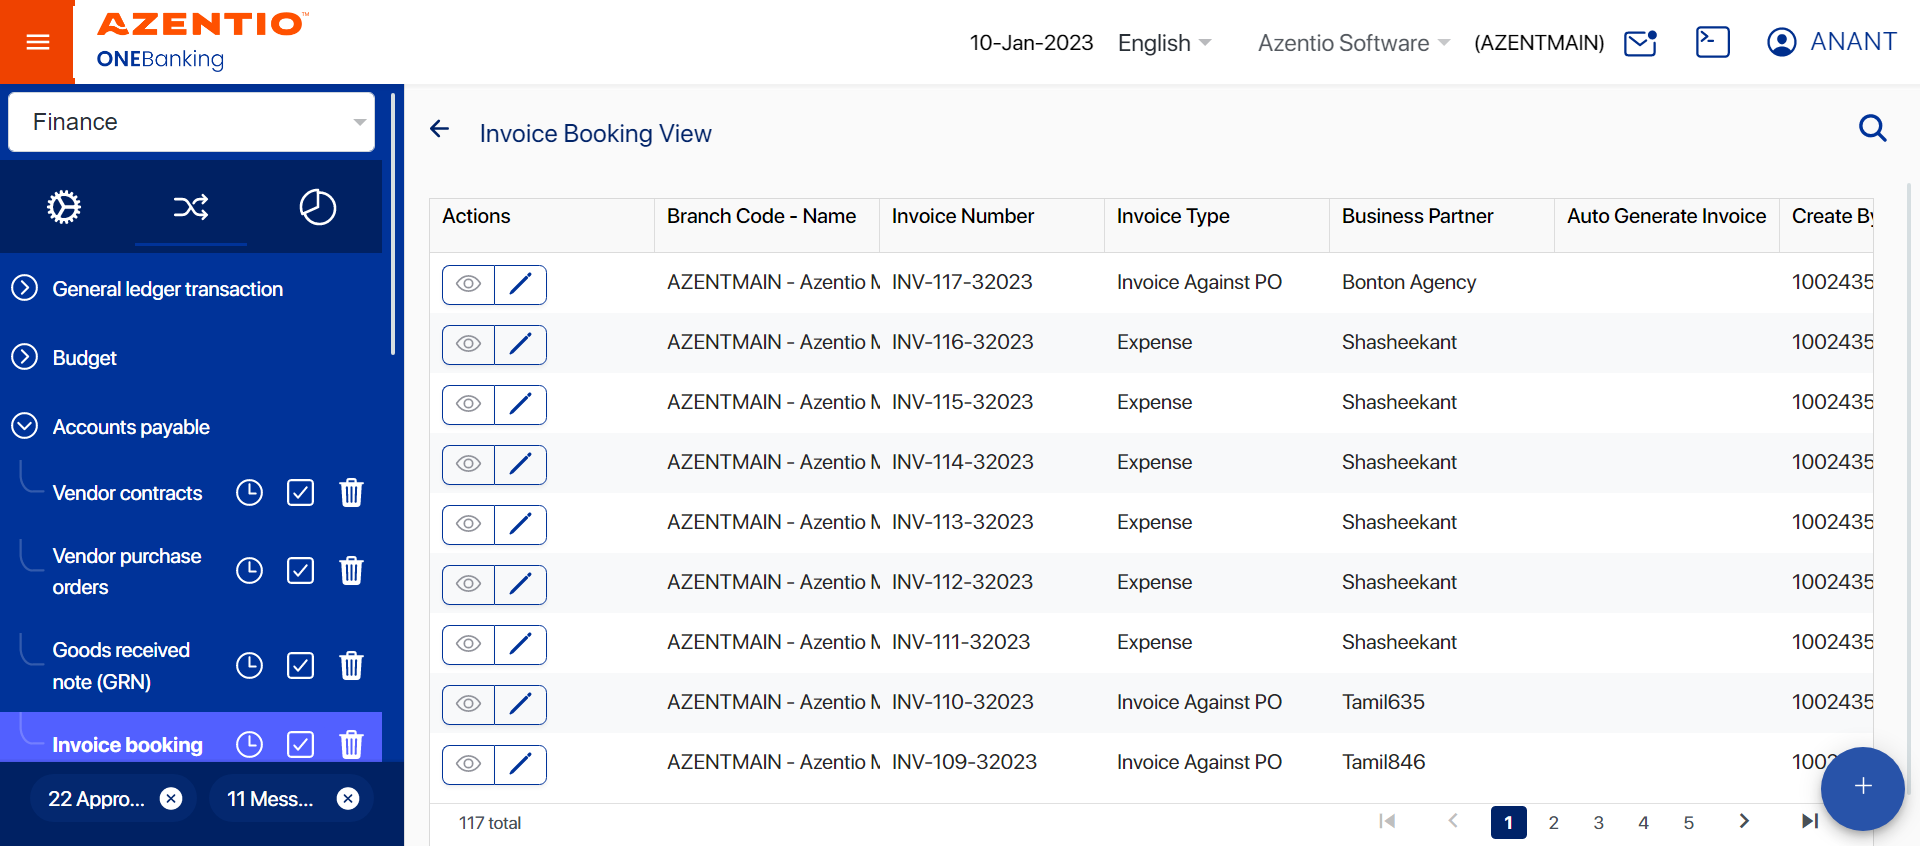 AZENTIO™
ONEBanking
10-Jan-2023 English Azentio Software (AZENTMAIN) ANANT
Finance
General ledger transaction
Budget
Accounts payable
Vendor contracts
Vendor purchase
orders
Goods received
note (GRN)
Invoice booking
22 Appro...
11 Mess...
Invoice Booking View
Actions Branch Code - Name Invoice Number Invoice Type Business Partner Auto Generate Invoice Create By
AZENTMAIN - Azentio M INV-117-32023 Invoice Against PO Bonton Agency 1002435
AZENTMAIN - Azentio M INV-116-32023 Expense Shasheekant 1002435
AZENTMAIN - Azentio M INV-115-32023 Expense Shasheekant 1002435
AZENTMAIN - Azentio M INV-114-32023 Expense Shasheekant 1002435
AZENTMAIN - Azentio M INV-113-32023 Expense Shasheekant 1002435
AZENTMAIN - Azentio M INV-112-32023 Expense Shasheekant 1002435
AZENTMAIN - Azentio M INV-111-32023 Expense Shasheekant 1002435
AZENTMAIN - Azentio M INV-110-32023 Invoice Against PO Tamil635 1002435
AZENTMAIN - Azentio M INV-109-32023 Invoice Against PO Tamil846
117 total 1 2 3 4 5